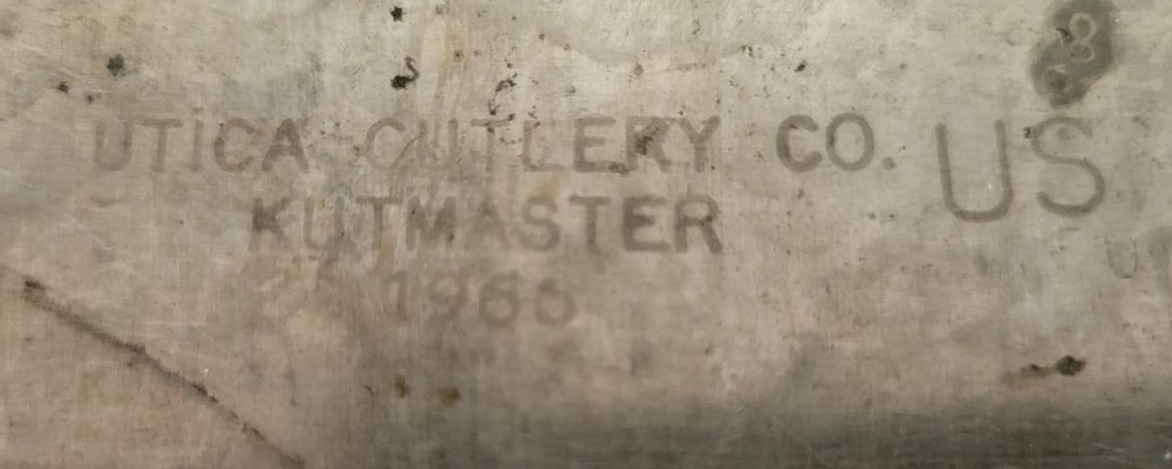 UTICA CUTLERY CO. US
KUTMASTER
1966